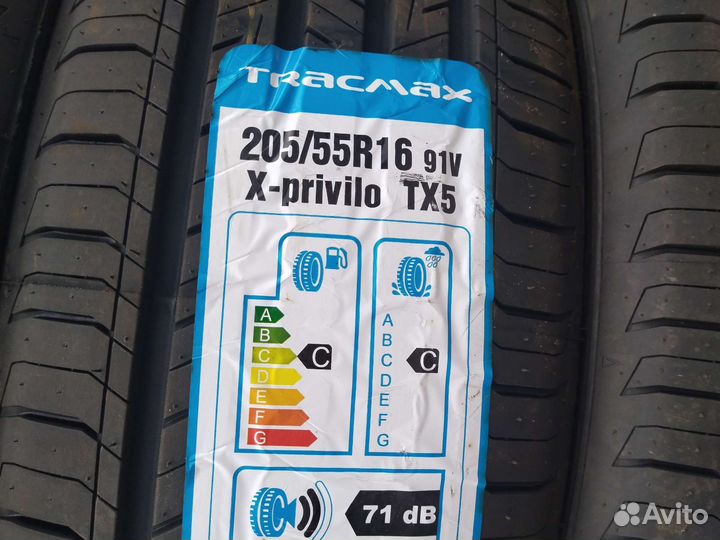 TRACMAX
205/55R16 91V
X-privilo TX5
A
B
C
D
E
F
G
C
A
B
C
D
E
F
G
C
71 dB
Avito